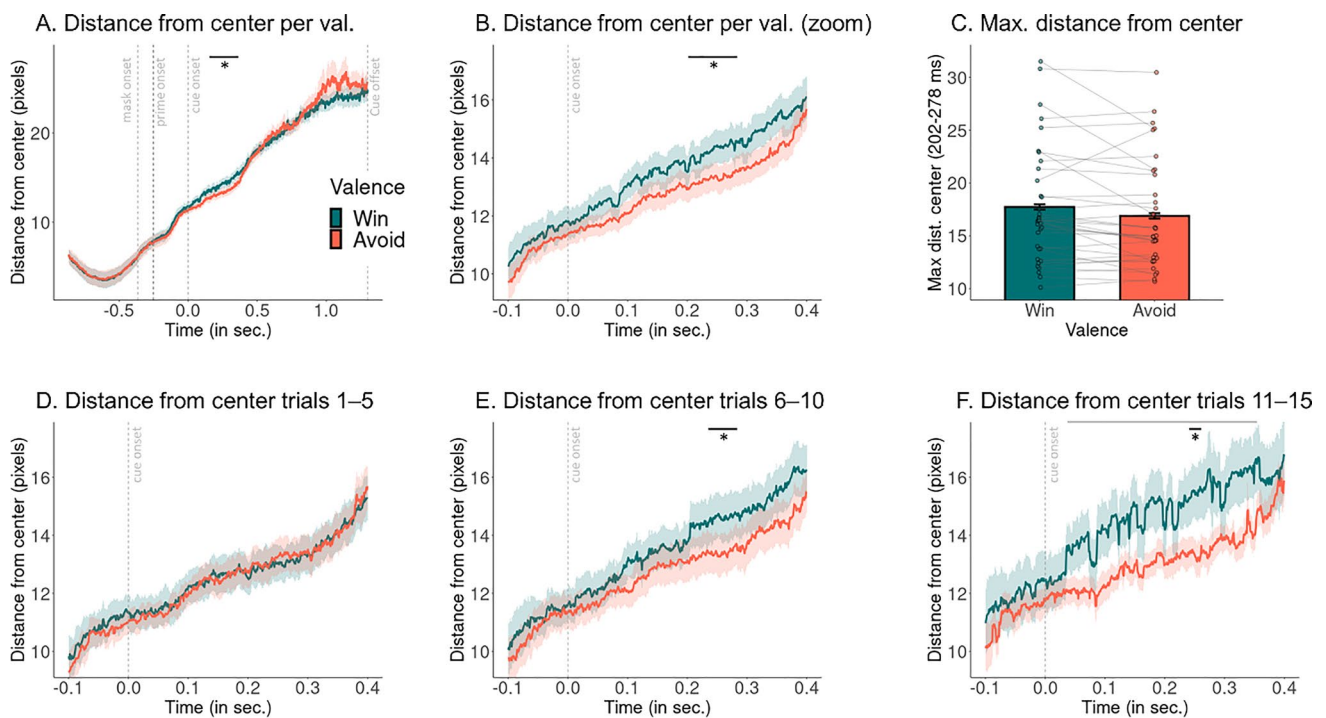 A. Distance from center per val.
Distance from center (pixels)
20
10
-0.5
0.0
0.5
1.0
Time (in sec.)
mask onset
prime onset
cue onset
Cue offset
*
Valence
Win
Avoid
B. Distance from center per val. (zoom)
Distance from center (pixels)
16
14
12
10
-0.1
0.0
0.1
0.2
0.3
0.4
Time (in sec.)
cue onset
*
C. Max. distance from center
Max dist. center (202-278 ms)
30
25
20
15
10
Win
Avoid
Valence
D. Distance from center trials 1–5
Distance from center (pixels)
16
14
12
10
-0.1
0.0
0.1
0.2
0.3
0.4
Time (in sec.)
cue onset
E. Distance from center trials 6–10
Distance from center (pixels)
16
14
12
10
-0.1
0.0
0.1
0.2
0.3
0.4
Time (in sec.)
cue onset
*
F. Distance from center trials 11–15
Distance from center (pixels)
16
14
12
10
-0.1
0.0
0.1
0.2
0.3
0.4
Time (in sec.)
cue onset
*